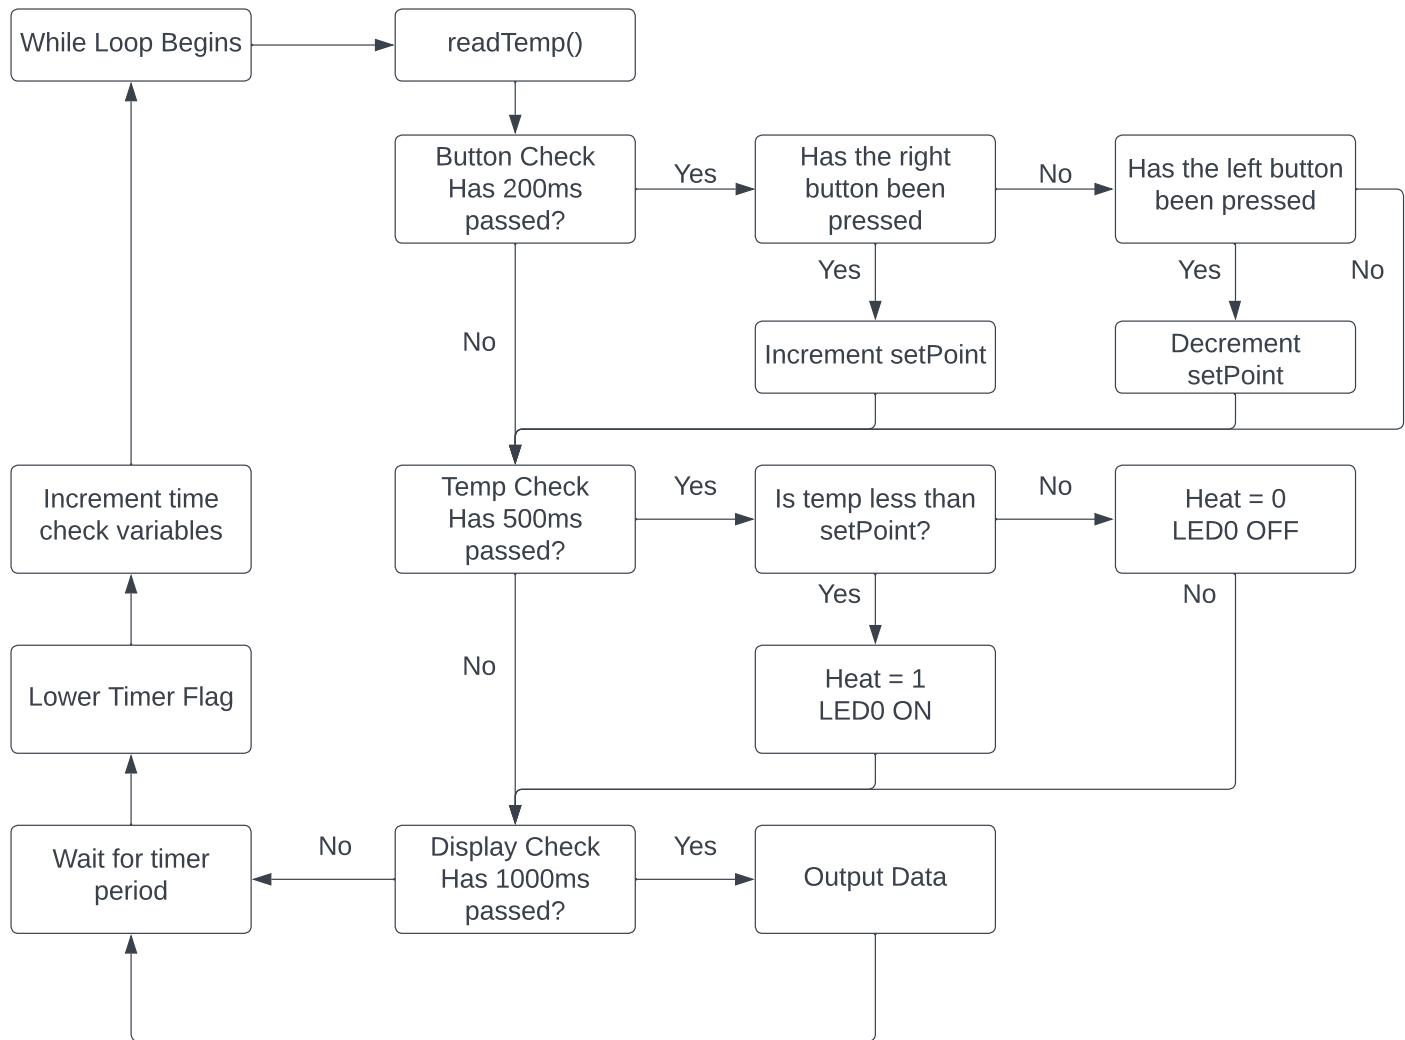 While Loop Begins
readTemp()
Button Check
Has 200ms
passed?
Yes
Has the right
button been
pressed
No
Has the left button
been pressed
Yes
Yes
No
No
Increment setPoint
Decrement
setPoint
Increment time
check variables
Temp Check
Has 500ms
passed?
Yes
Is temp less than
setPoint?
No
Heat = 0
LED0 OFF
Yes
No
No
Lower Timer Flag
Heat = 1
LED0 ON
Wait for timer
period
No
Display Check
Has 1000ms
passed?
Yes
Output Data